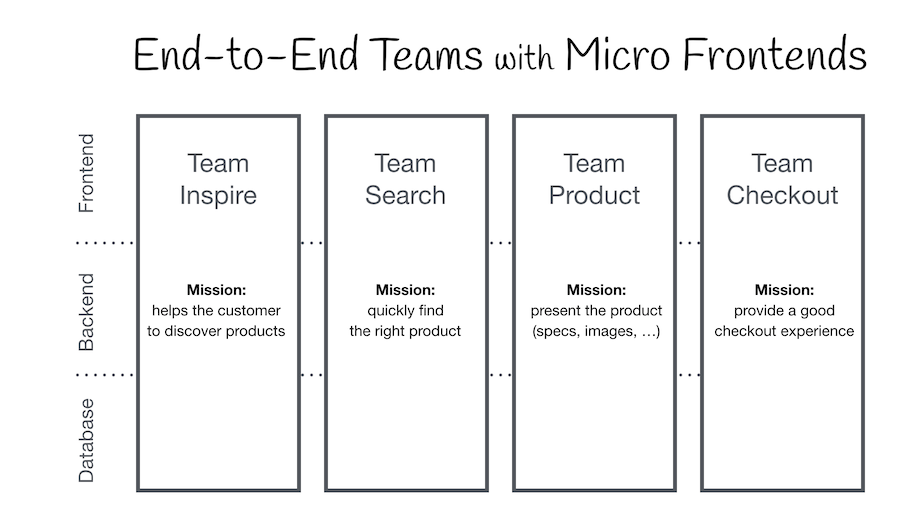 End-to-End Teams with Micro Frontends
Frontend
Team
Inspire
Team
Search
Team
Product
Team
Checkout
Backend
Mission:
helps the customer
to discover products
Mission:
quickly find
the right product
Mission:
present the product
(specs, images, …)
Mission:
provide a good
checkout experience
Database